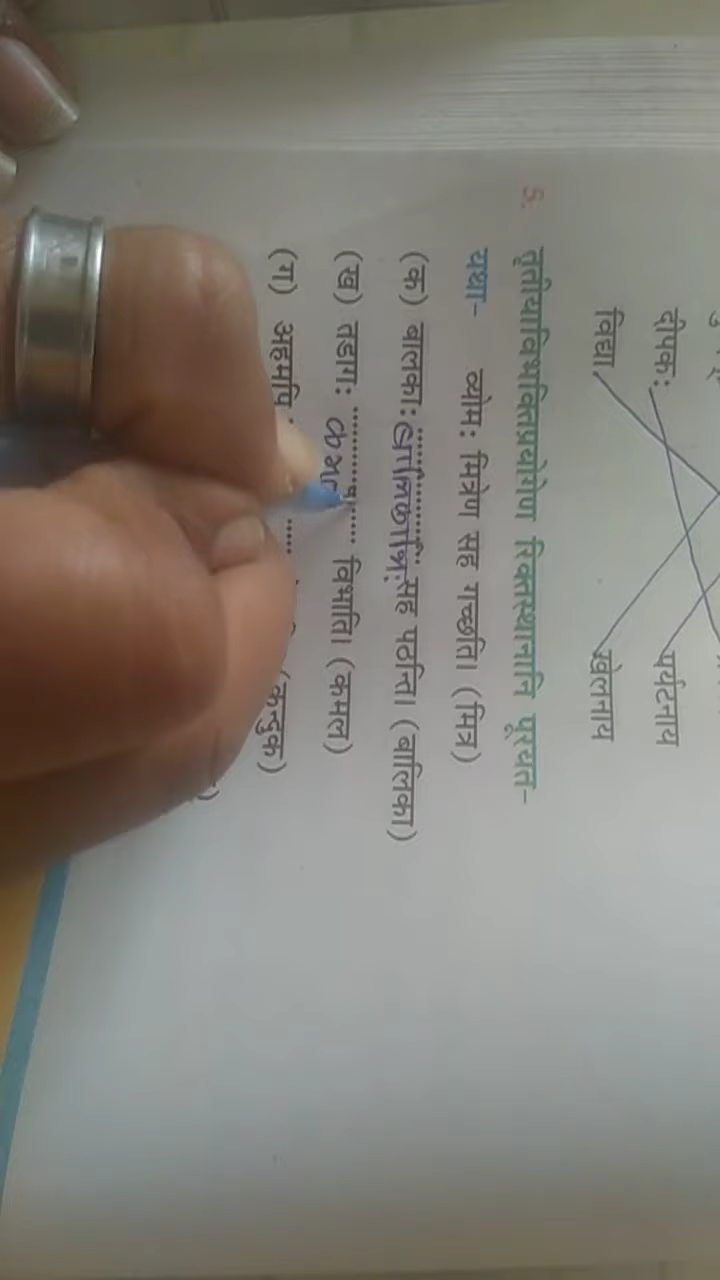 दीपकः पर्यटनाय
विद्या खेलनाय
5. तृतीयाविभक्तिप्रयोगेण रिक्तस्थानानि पूरयत-
यथा- व्योमः मित्रेण सह गच्छति। (मित्र)
(क) बालकाः बालिकाभिः सह पठन्ति। (बालिका)
(ख) तडागः कम विभाति। (कमल)
(ग) अहमपि (कन्दुक)